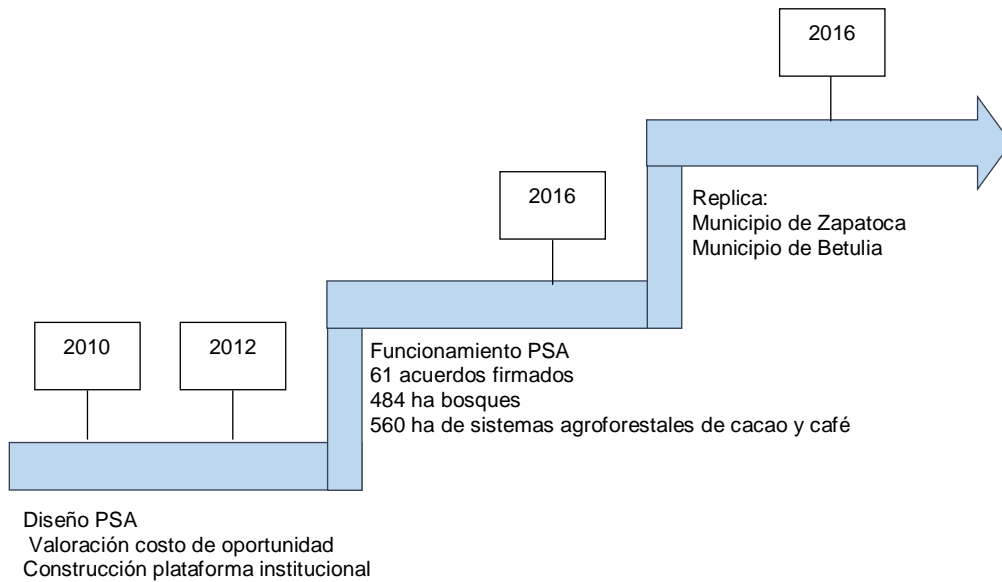 2016
2016
Replica:
Municipio de Zapatoca
Municipio de Betulia
2010
2012
Funcionamiento PSA
61 acuerdos firmados
484 ha bosques
560 ha de sistemas agroforestales de cacao y café
Diseño PSA
Valoración costo de oportunidad
Construcción plataforma institucional